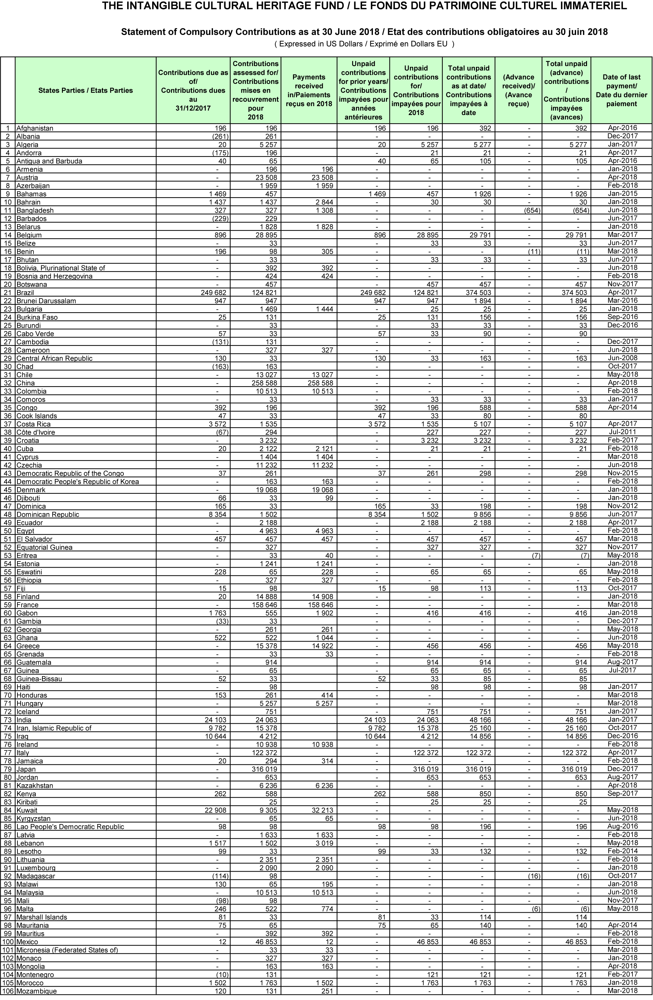 THE INTANGIBLE CULTURAL HERITAGE FUND / LE FONDS DU PATRIMOINE CULTUREL IMMATERIEL
Statement of Compulsory Contributions as at 30 June 2018 / Etat des contributions obligatoires au 30 juin 2018
( Expressed in US Dollars / Exprimé en Dollars EU )
States Parties / Etats Parties
Contributions due as
of/
Contributions dues
au
31/12/2017
Contributions
assessed for/
Contributions
mises en
recouvrement
pour
2018
Payments
received
in/Paiements
reçus en 2018
Unpaid
contributions
for prior years/
Contributions
impayées pour
années
antérieures
Unpaid
contributions
for/
Contributions
impayées pour
2018
Total unpaid
contributions
as at date/
Contributions
impayées à
date
(Advance
received)/
(Avance
reçue)
Total unpaid
(advance)
contributions
/
Contributions
impayées
(avances)
Date of last
payment/
Date du dernier
paiement
1 Afghanistan 196 196 196 196 392 - 392 Apr-2016
2 Albania (261) 261 - - - - - Dec-2017
3 Algeria 20 5 257 20 5 257 5 277 - 5 277 Jan-2017
4 Andorra (175) 196 - 21 21 - 21 Apr-2017
5 Antigua and Barbuda 40 65 40 65 105 - 105 Apr-2016
6 Armenia - 196 196 - - - - - Jan-2018
7 Austria - 23 508 23 508 - - - - - Apr-2018
8 Azerbaijan - 1 959 1 959 - - - - - Feb-2018
9 Bahamas 1 469 457 1 469 457 1 926 - 1 926 Jan-2015
10 Bahrain 1 437 1 437 2 844 - 30 30 - 30 Jan-2018
11 Bangladesh 327 327 1 308 - - - (654) (654) Jun-2018
12 Barbados (229) 229 - - - - - Jun-2017
13 Belarus - 1 828 1 828 - - - - - Jan-2018
14 Belgium 896 28 895 896 28 895 29 791 - 29 791 Mar-2017
15 Belize - 33 - 33 33 - 33 Jun-2017
16 Benin 196 98 305 - - - (11) (11) Mar-2018
17 Bhutan - 33 - 33 33 - 33 Jun-2017
18 Bolivia, Plurinational State of - 392 392 - - - - - Jun-2018
19 Bosnia and Herzegovina - 424 424 - - - - - Feb-2018
20 Botswana - 457 - 457 457 - 457 Nov-2017
21 Brazil 249 682 124 821 249 682 124 821 374 503 - 374 503 Apr-2017
22 Brunei Darussalam 947 947 947 947 1 894 - 1 894 Mar-2016
23 Bulgaria - 1 469 1 444 - 25 25 - 25 Jan-2018
24 Burkina Faso 25 131 25 131 156 - 156 Sep-2016
25 Burundi - 33 - 33 33 - 33 Dec-2016
26 Cabo Verde 57 33 57 33 90 - 90
27 Cambodia (131) 131 - - - - - Dec-2017
28 Cameroon - 327 327 - - - - - Jun-2018
29 Central African Republic 130 33 130 33 163 - 163 Jun-2008
30 Chad (163) 163 - - - - - Oct-2017
31 Chile - 13 027 13 027 - - - - - May-2018
32 China - 258 588 258 588 - - - - - Apr-2018
33 Colombia - 10 513 10 513 - - - - - Feb-2018
34 Comoros - 33 - 33 33 - 33 Jan-2017
35 Congo 392 196 392 196 588 - 588 Apr-2014
36 Cook Islands 47 33 47 33 80 - 80
37 Costa Rica 3 572 1 535 3 572 1 535 5 107 - 5 107 Apr-2017
38 Côte d'Ivoire (67) 294 - 227 227 - 227 Jul-2011
39 Croatia - 3 232 - 3 232 3 232 - 3 232 Feb-2017
40 Cuba 20 2 122 2 121 - 21 21 - 21 Feb-2018
41 Cyprus - 1 404 1 404 - - - - - Mar-2018
42 Czechia - 11 232 11 232 - - - - - Jun-2018
43 Democratic Republic of the Congo 37 261 37 261 298 - 298 Nov-2015
44 Democratic People's Republic of Korea - 163 163 - - - - - Feb-2018
45 Denmark - 19 068 19 068 - - - - - Jan-2018
46 Djibouti 66 33 99 - - - - - Jan-2018
47 Dominica 165 33 165 33 198 - 198 Nov-2012
48 Dominican Republic 8 354 1 502 8 354 1 502 9 856 - 9 856 Jun-2017
49 Ecuador - 2 188 - 2 188 2 188 - 2 188 Apr-2017
50 Egypt - 4 963 4 963 - - - - - Feb-2018
51 El Salvador 457 457 457 - 457 457 - 457 Mar-2018
52 Equatorial Guinea - 327 - 327 327 - 327 Nov-2017
53 Eritrea - 33 40 - - - (7) (7) May-2018
54 Estonia - 1 241 1 241 - - - - - Jan-2018
55 Eswatini 228 65 228 - 65 65 - 65 May-2018
56 Ethiopia - 327 327 - - - - - Feb-2018
57 Fiji 15 98 15 98 113 - 113 Oct-2017
58 Finland 20 14 888 14 908 - - - - - Jan-2018
59 France - 158 646 158 646 - - - - - Mar-2018
60 Gabon 1 763 555 1 902 - 416 416 - 416 Jan-2018
61 Gambia (33) 33 - - - - - Dec-2017
62 Georgia - 261 261 - - - - - May-2018
63 Ghana 522 522 1 044 - - - - - Jun-2018
64 Greece - 15 378 14 922 - 456 456 - 456 May-2018
65 Grenada - 33 33 - - - - - Feb-2018
66 Guatemala - 914 - 914 914 - 914 Aug-2017
67 Guinea - 65 - 65 65 - 65 Jul-2017
68 Guinea-Bissau 52 33 52 33 85 - 85
69 Haiti - 98 - 98 98 - 98 Jan-2017
70 Honduras 153 261 414 - - - - - Mar-2018
71 Hungary - 5 257 5 257 - - - - - Mar-2018
72 Iceland - 751 - 751 751 - 751 Jan-2017
73 India 24 103 24 063 24 103 24 063 48 166 - 48 166 Jan-2017
74 Iran, Islamic Republic of 9 782 15 378 9 782 15 378 25 160 - 25 160 Oct-2017
75 Iraq 10 644 4 212 10 644 4 212 14 856 - 14 856 Dec-2016
76 Ireland - 10 938 10 938 - - - - - Feb-2018
77 Italy - 122 372 - 122 372 122 372 - 122 372 Apr-2017
78 Jamaica 20 294 314 - - - - - Feb-2018
79 Japan - 316 019 - 316 019 316 019 - 316 019 Dec-2017
80 Jordan - 653 - 653 653 - 653 Aug-2017
81 Kazakhstan - 6 236 6 236 - - - - - Apr-2018
82 Kenya 262 588 262 588 850 - 850 Sep-2017
83 Kiribati - 25 - 25 25 - 25
84 Kuwait 22 908 9 305 32 213 - - - - - May-2018
85 Kyrgyzstan - 65 65 - - - - - Jun-2018
86 Lao People's Democratic Republic 98 98 98 98 196 - 196 Aug-2016
87 Latvia - 1 633 1 633 - - - - - Feb-2018
88 Lebanon 1 517 1 502 3 019 - - - - - May-2018
89 Lesotho 99 33 99 33 132 - 132 Feb-2014
90 Lithuania - 2 351 2 351 - - - - - Feb-2018
91 Luxembourg - 2 090 2 090 - - - - - Jan-2018
92 Madagascar (114) 98 - - - (16) (16) Oct-2017
93 Malawi 130 65 195 - - - - - Jan-2018
94 Malaysia - 10 513 10 513 - - - - - Jun-2018
95 Mali (98) 98 - - - - - Nov-2017
96 Malta 246 522 774 - - - (6) (6) May-2018
97 Marshall Islands 81 33 81 33 114 - 114
98 Mauritania 75 65 75 65 140 - 140 Apr-2014
99 Mauritius - 392 392 - - - - - Feb-2018
100 Mexico 12 46 853 12 - 46 853 46 853 - 46 853 Feb-2018
101 Micronesia (Federated States of) - 33 33 - - - - - Mar-2018
102 Monaco - 327 327 - - - - - Jan-2018
103 Mongolia - 163 163 - - - - - Apr-2018
104 Montenegro (10) 131 - 121 121 - 121 Feb-2017
105 Morocco 1 502 1 763 1 502 - 1 763 1 763 - 1 763 Jan-2018
106 Mozambique 120 131 251 - - - - - Mar-2018